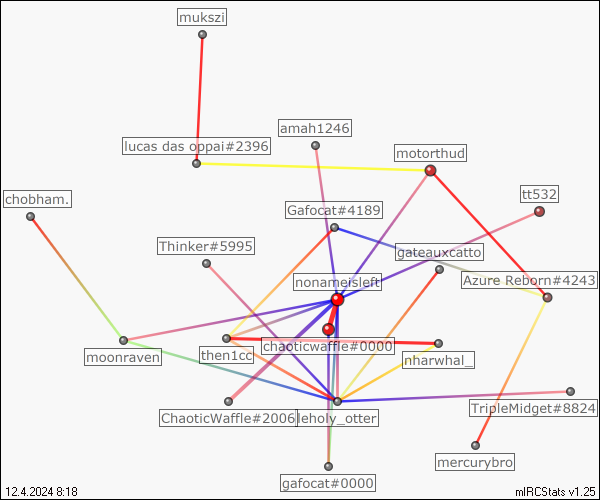 mukszi
amah1246
lucas das oppai#2396
motorthud
tt532
chobham.
Gafocat#4189
Thinker#5995
gateauxcatto
nonameisleft
Azure Reborn#4243
chaoticwaffle#0000
moonraven
then1cc
nharwhal_
ChaoticWaffle#2006
leholy_otter
TripleMidget#8824
mercurybro
gafocat#0000
12.4.2024 8:18
mIRCStats v1.25